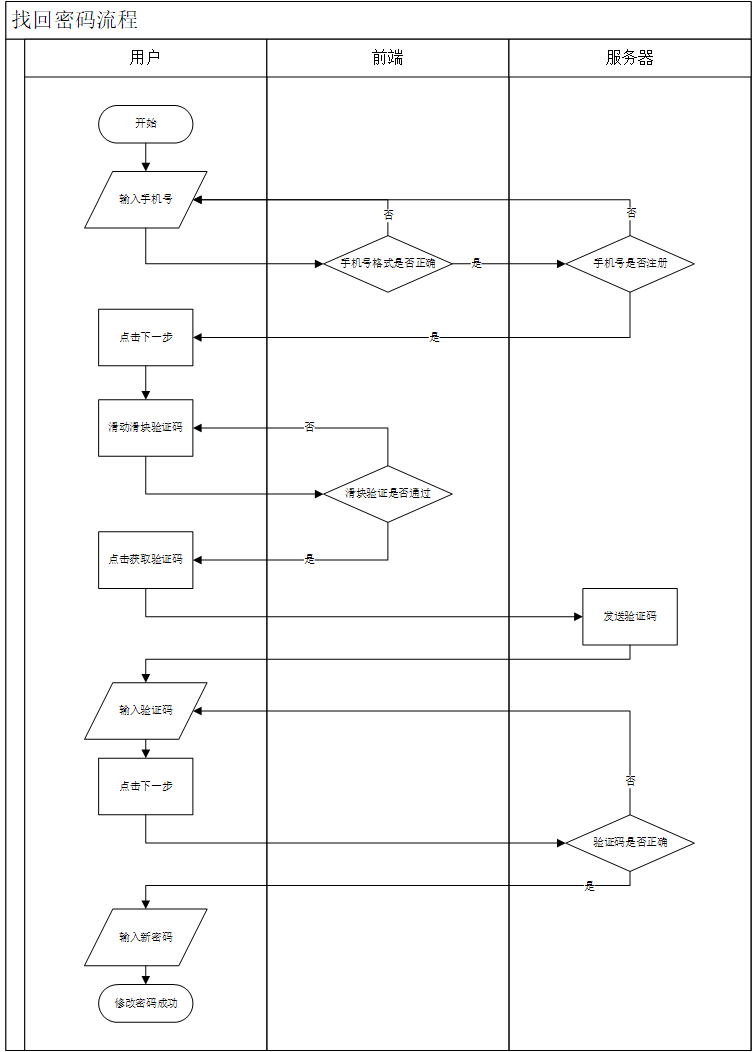 找回密码流程
用户
前端
服务器
开始
输入手机号
否
否
手机号格式是否正确
是
手机号是否注册
点击下一步
是
滑动滑块验证码
否
滑块验证是否通过
点击获取验证码
是
发送验证码
输入验证码
否
点击下一步
验证码是否正确
是
输入新密码
修改密码成功